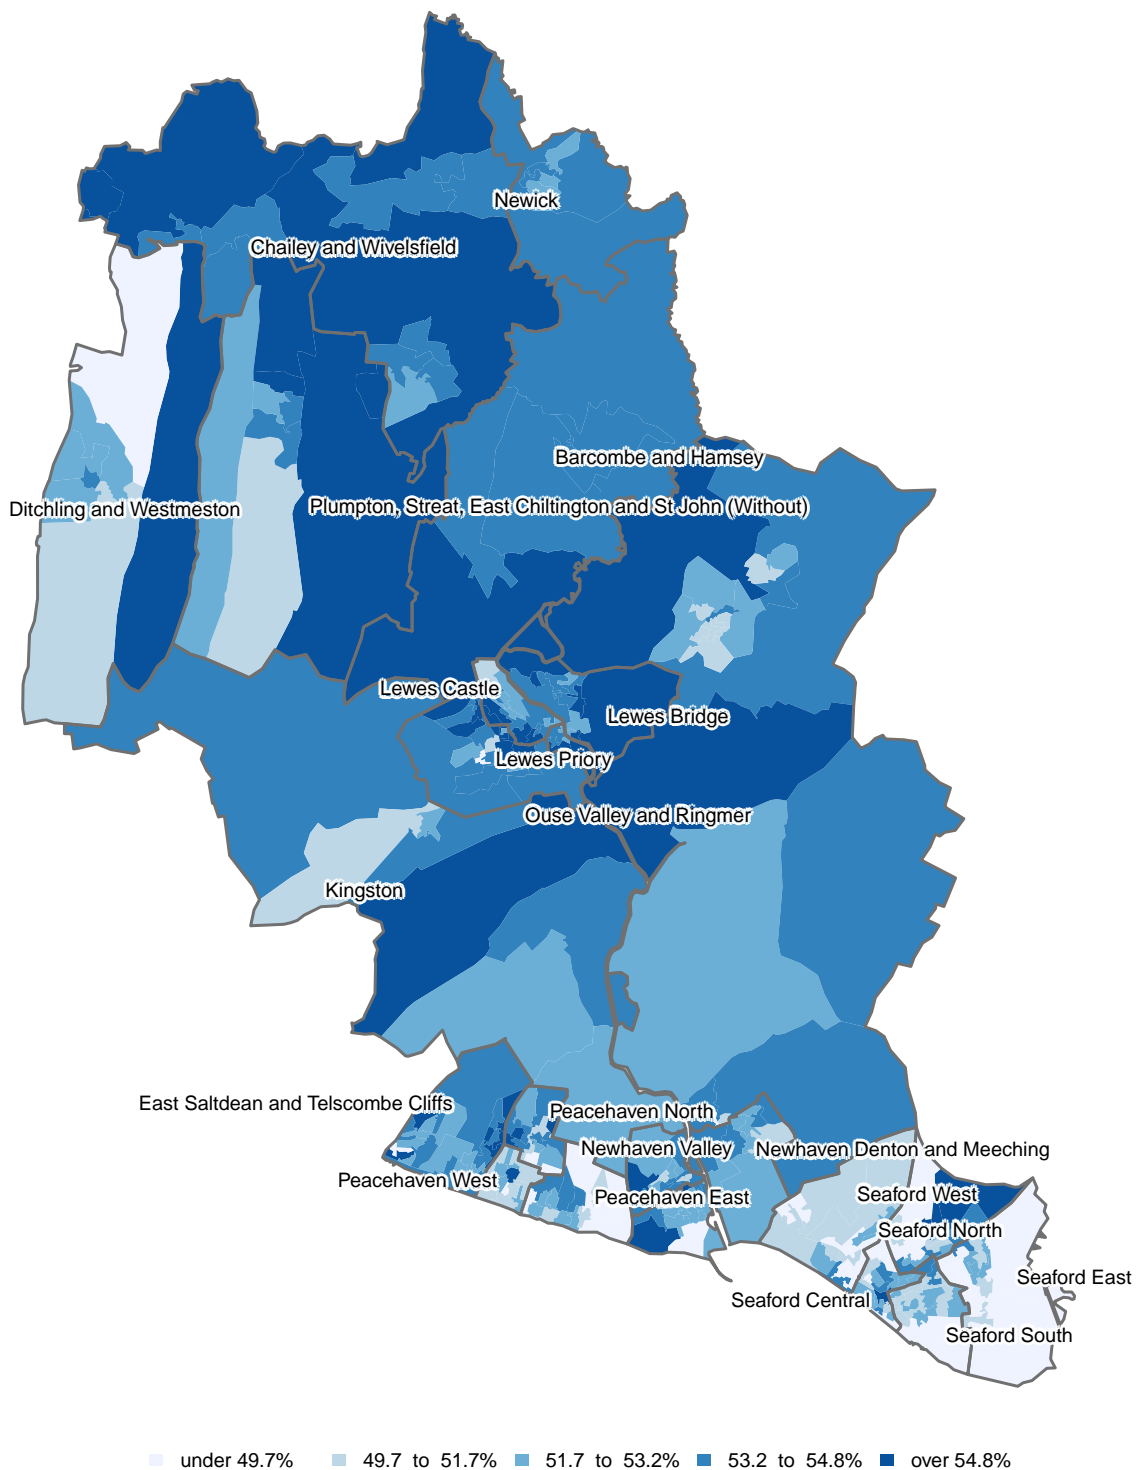 Newick
Chailey and Wivelsfield
Barcombe and Hamsey
Ditchling and Westmeston
Plumpton, Streat, East Chiltington and St John (Without)
Lewes Castle
Lewes Bridge
Lewes Priory
Ouse Valley and Ringmer
Kingston
East Saltdean and Telscombe Cliffs
Peacehaven North
Newhaven Valley
Newhaven Denton and Meeching
Peacehaven West
Peacehaven East
Seaford West
Seaford North
Seaford East
Seaford Central
Seaford South
under 49.7% 49.7 to 51.7% 51.7 to 53.2% 53.2 to 54.8% over 54.8%